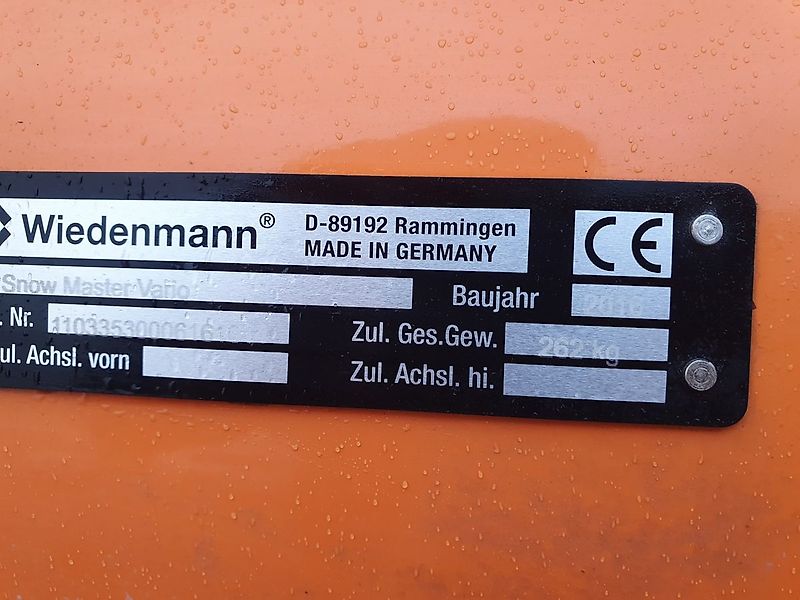 Wiedenmann® D-89192 Rammingen
MADE IN GERMANY
CE
Snow Master Vario
Baujahr
. Nr.
Zul. Ges.Gew. 262 kg
ul. Achsl. vorn
Zul. Achsl. hi.